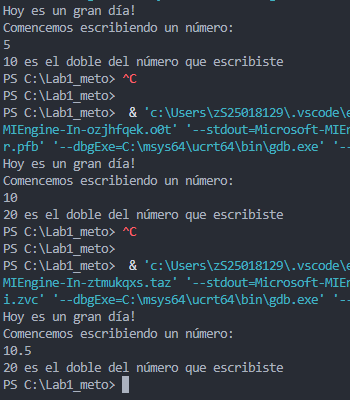 Hoy es un gran día!
Comencemos escribiendo un número:
5
10 es el doble del número que escribiste
PS C:\Lab1_meto> ^C
PS C:\Lab1_meto>
PS C:\Lab1_meto>  & 'c:\Users\zS25018129\.vscode\e
MIEngine-In-ozjhfqek.o0t' '--stdout=Microsoft-MIEn
r.pfb' '--dbgExe=C:\msys64\ucrt64\bin\gdb.exe' '--
Hoy es un gran día!
Comencemos escribiendo un número:
10
20 es el doble del número que escribiste
PS C:\Lab1_meto> ^C
PS C:\Lab1_meto>
PS C:\Lab1_meto>  & 'c:\Users\zS25018129\.vscode\e
MIEngine-In-ztmukqxs.taz' '--stdout=Microsoft-MIEn
i.zvc' '--dbgExe=C:\msys64\ucrt64\bin\gdb.exe' '--
Hoy es un gran día!
Comencemos escribiendo un número:
10.5
20 es el doble del número que escribiste
PS C:\Lab1_meto>